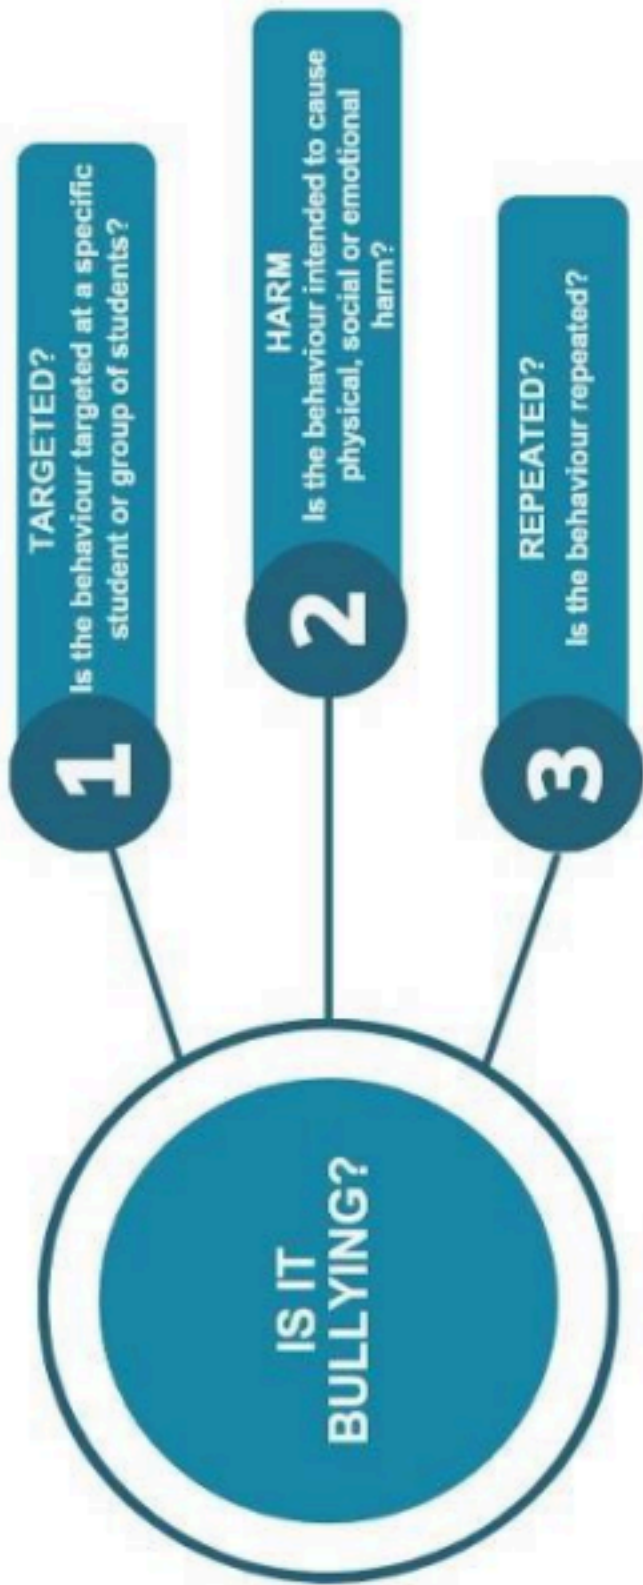 IS IT
BULLYING?
1
TARGETED?
Is the behaviour targeted at a specific
student or group of students?
2
HARM
Is the behaviour intended to cause
physical, social or emotional
harm?
3
REPEATED?
Is the behaviour repeated?